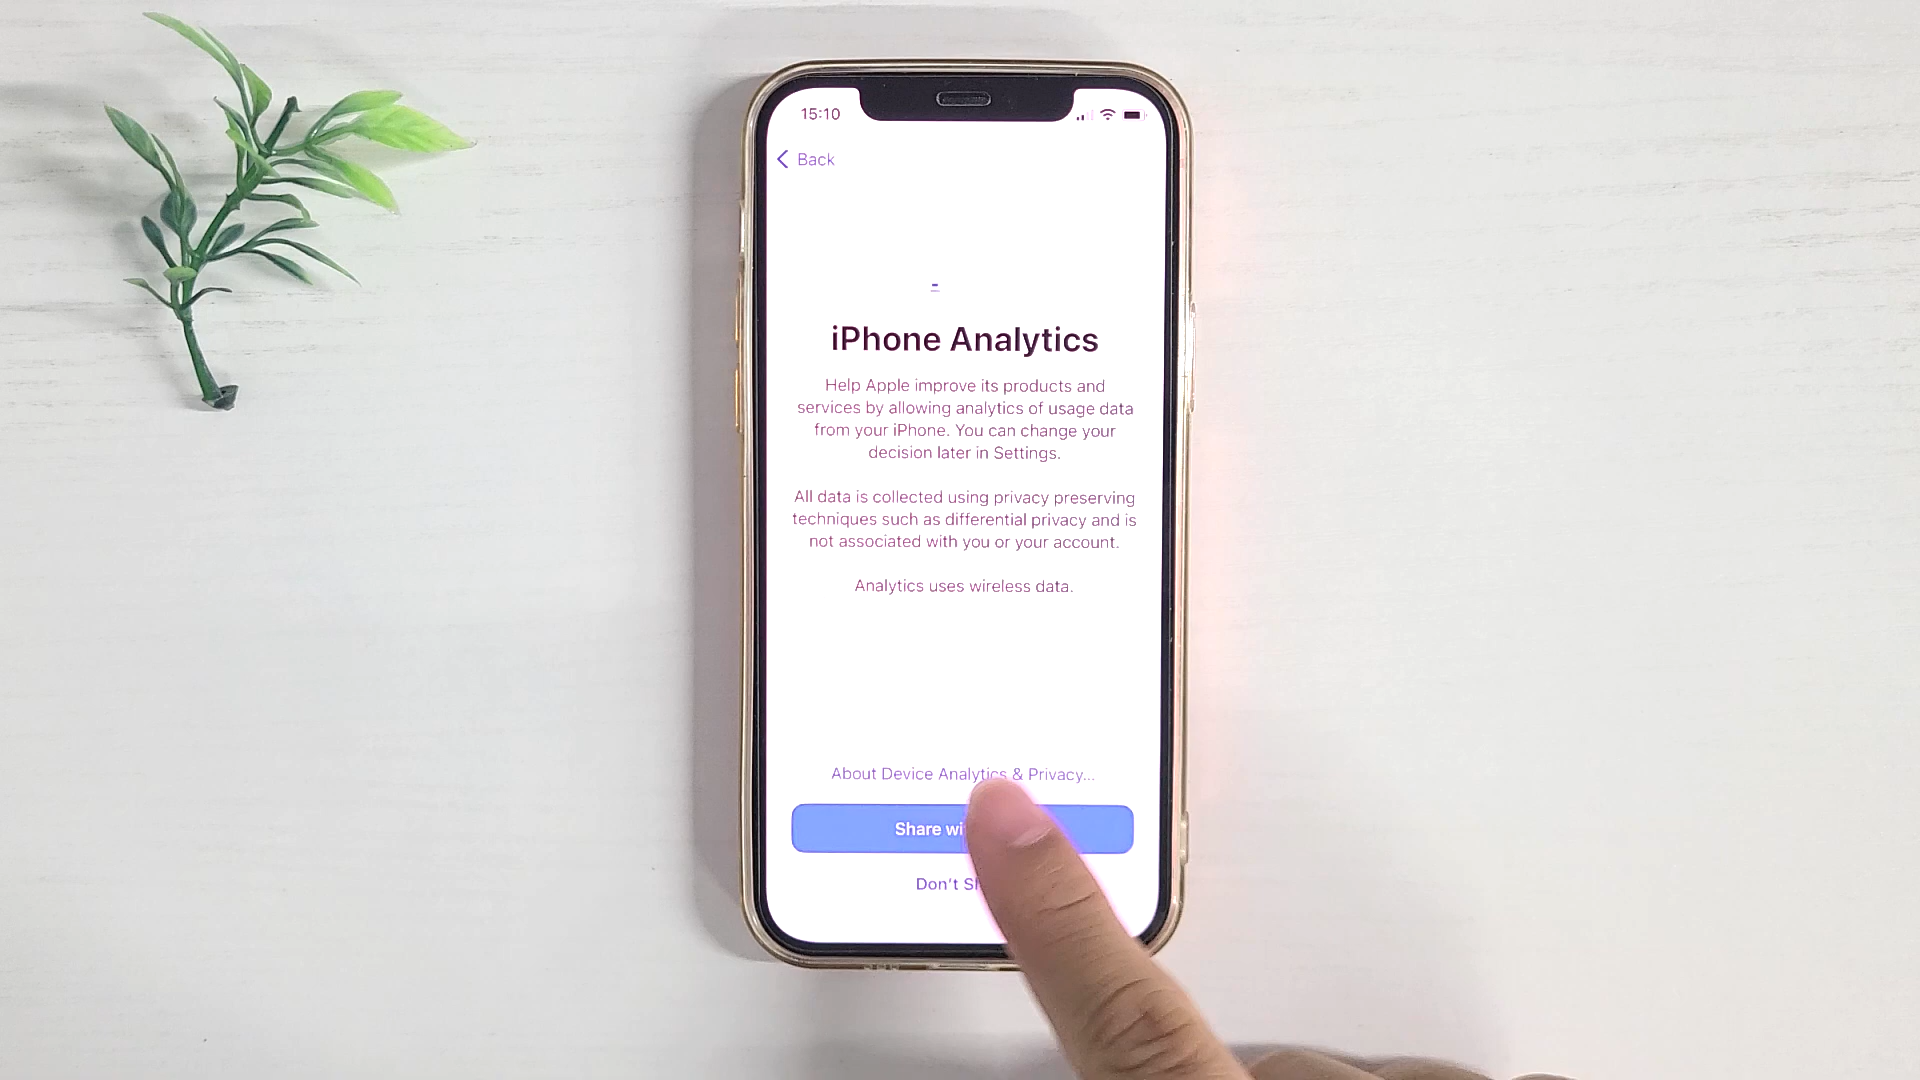 15:10
Back
iPhone Analytics
Help Apple improve its products and
services by allowing analytics of usage data
from your iPhone. You can change your
decision later in Settings.
All data is collected using privacy preserving
techniques such as differential privacy and is
not associated with you or your account.
Analytics uses wireless data.
About Device Analytics & Privacy...
Share
Don't